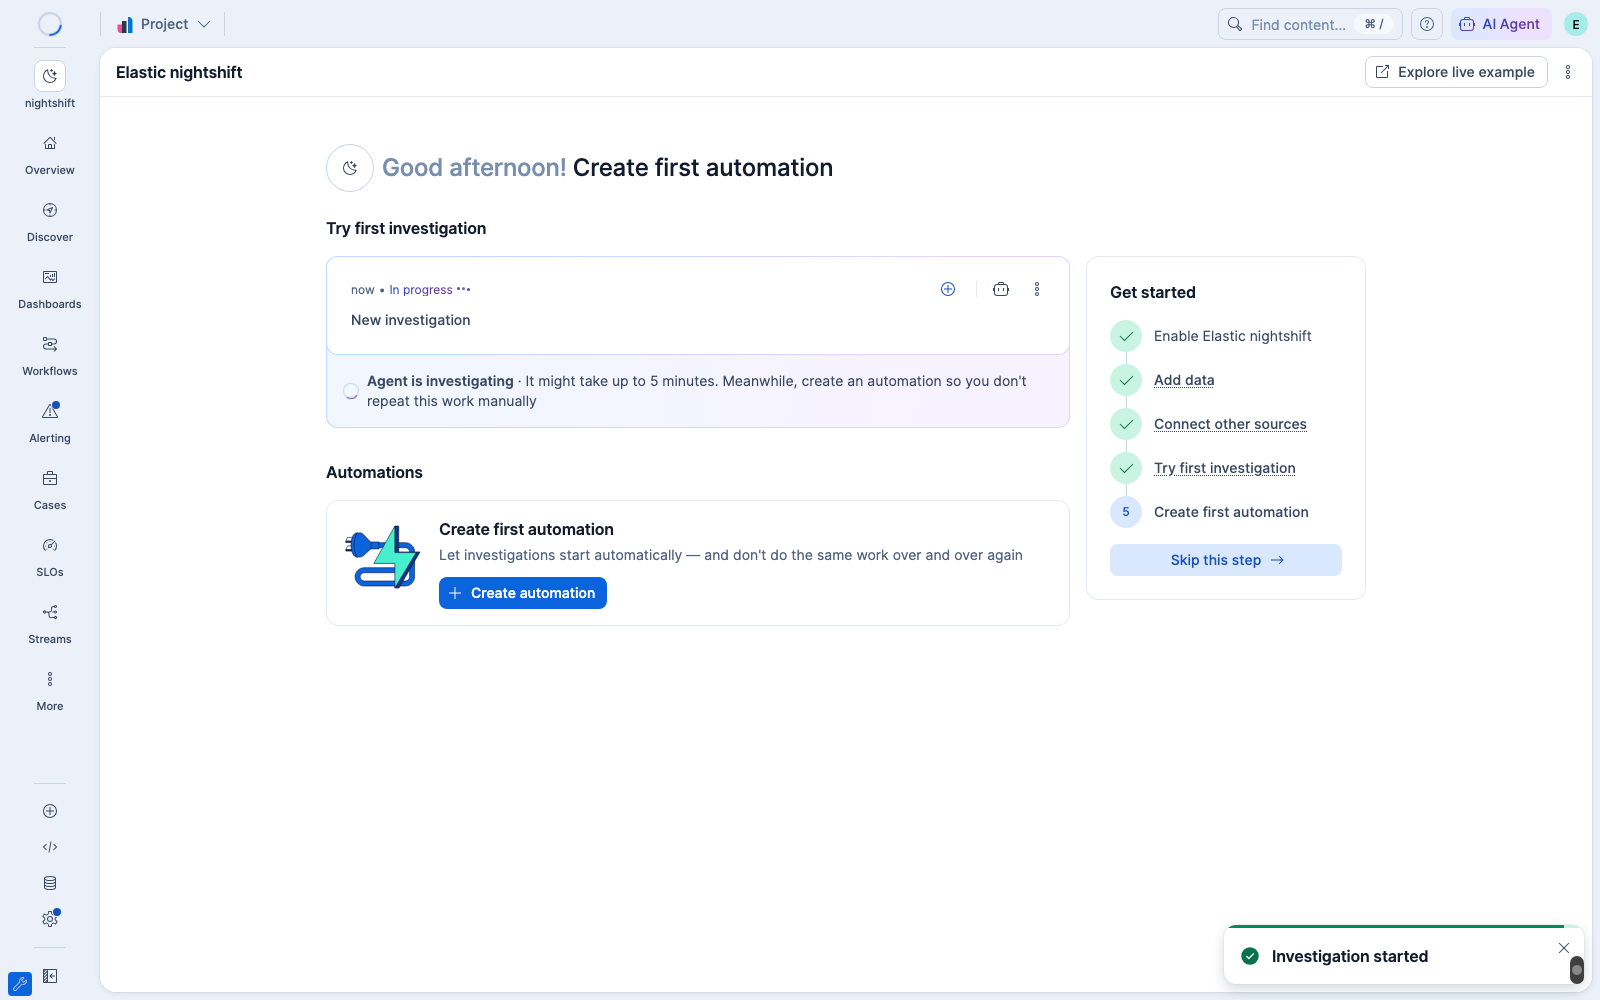 Project
Find content...
⌘ /
AI Agent
E
nightshift
Overview
Discover
Dashboards
Workflows
Alerting
Cases
SLOs
Streams
More
Elastic nightshift
Explore live example
Good afternoon! Create first automation
Try first investigation
now • In progress
New investigation
Agent is investigating · It might take up to 5 minutes. Meanwhile, create an automation so you don't
repeat this work manually
Automations
Create first automation
Let investigations start automatically — and don't do the same work over and over again
Create automation
Get started
Enable Elastic nightshift
Add data
Connect other sources
Try first investigation
5 Create first automation
Skip this step
Investigation started